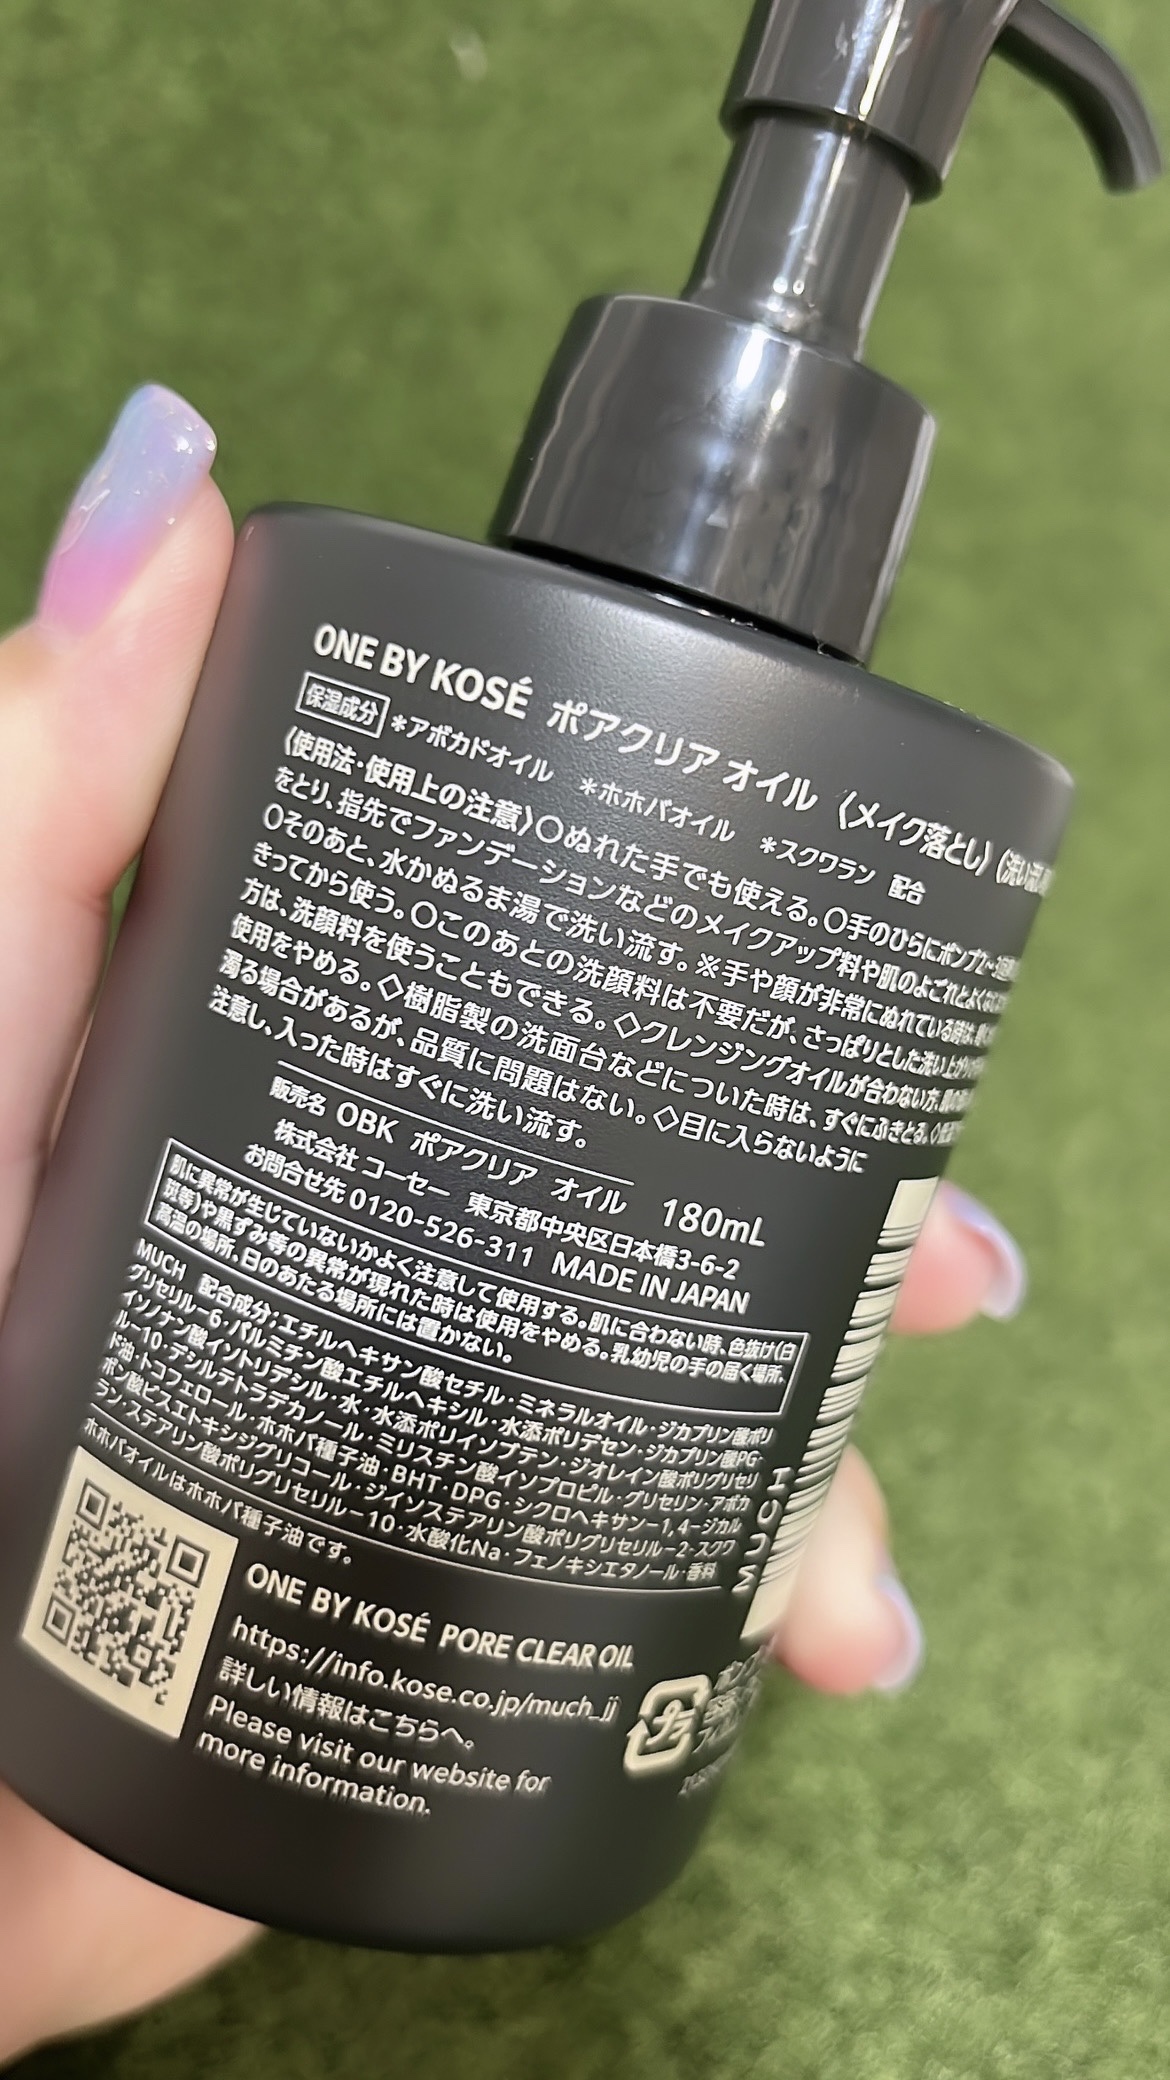 ONE BY KOSÉ ポアクリア オイル 〈メイク落とし〉
保湿成分 *アボカドオイル *ホホバオイル *スクワラン 配合
〈使用法・使用上の注意〉○ぬれた手でも使える。○手のひらにポンプ2~
をとり、指先でファンデーションなどのメイクアップ料や肌のよごれとよく
○そのあと、水かぬるま湯で洗い流す。※手や顔が非常にぬれている時は、
きってから使う。○このあとの洗顔料は不要だが、さっぱりとした洗い上がり
方は、洗顔料を使うこともできる。◇クレンジングオイルが合わない方、
使用をやめる。◇樹脂製の洗面台などについた時は、すぐにふきとる。
濁る場合があるが、品質に問題はない。◇目に入らないように
注意し、入った時はすぐに洗い流す。
販売名 OBK ポアクリア オイル 180mL
株式会社 コーセー 東京都中央区日本橋3-6-2
お問合せ先 0120-526-311 MADE IN JAPAN
肌に異常が生じていないかよく注意して使用する。肌に合わない時、色抜け(白
斑等)や黒ずみ等の異常が現れた時は使用をやめる。乳幼児の手の届く場所、
高温の場所、日のあたる場所には置かない。
MUCH 配合成分;エチルヘキサン酸セチル・ミネラルオイル・ジカプリン酸ポリ
グリセリル-6・パルミチン酸エチルヘキシル・水添ポリデセン・ジカプリン酸PG・
イソノナン酸イソトリデシル・水・水添ポリイソブテン・ジオレイン酸ポリグリセリ
ル-10・デシルテトラデカノール・ミリスチン酸イソプロピル・グリセリン・アボカ
ド油・トコフェロール・ホホバ種子油・BHT・DPG・シクロヘキサン-1,4-ジカル
ボン酸ビスエトキシジグリコール・ジイソステアリン酸ポリグリセリル-2・スクワ
ラン・ステアリン酸ポリグリセリル-10・水酸化Na・フェノキシエタノール・香料
ホホバオイルはホホバ種子油です。
MUCH
ONE BY KOSÉ PORE CLEAR OIL
https://info.kose.co.jp/much_jj
詳しい情報はこちらへ。
Please visit our website for
more information.
プラ